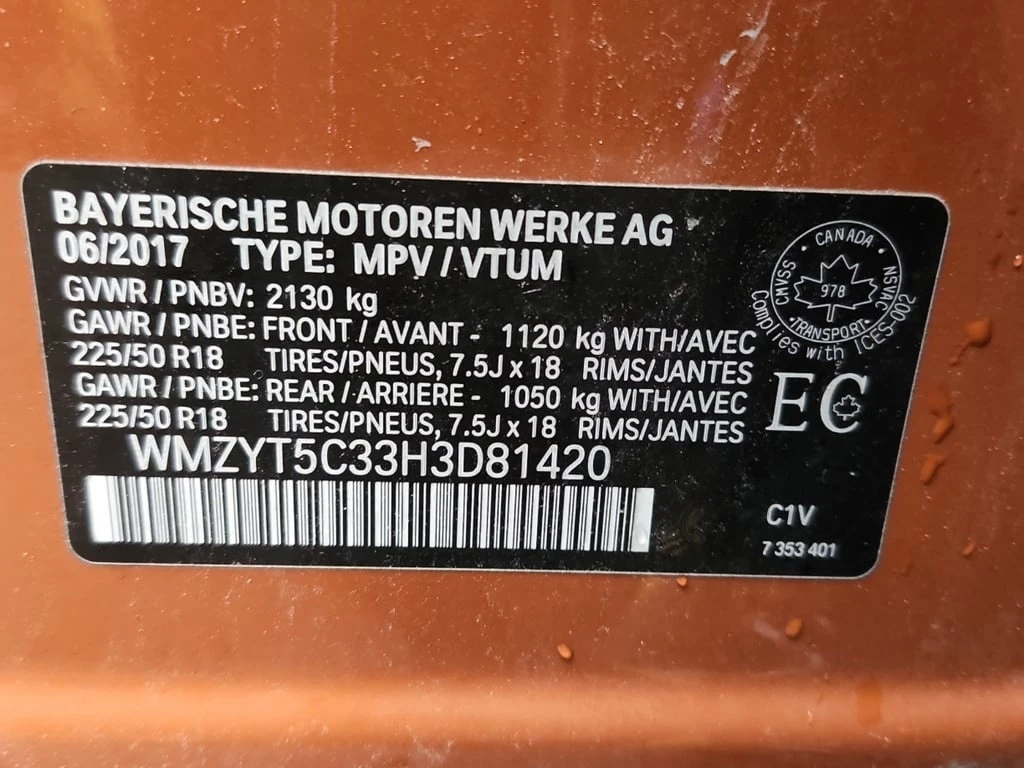 BAYERISCHE MOTOREN WERKE AG
06/2017 TYPE: MPV / VTUM
GVWR / PNBV: 2130 kg
GAWR / PNBE: FRONT / AVANT - 1120 kg WITH/AVEC
225/50 R18 TIRES/PNEUS, 7.5J x 18 RIMS/JANTES
GAWR / PNBE: REAR / ARRIERE - 1050 kg WITH/AVEC
225/50 R18 TIRES/PNEUS, 7.5J x 18 RIMS/JANTES
WMZYT5C33H3D81420
CANADA
CMVSS
NSVAC
978
TRANSPORT
Complies with ICES-002
EC
C1V
7 353 401